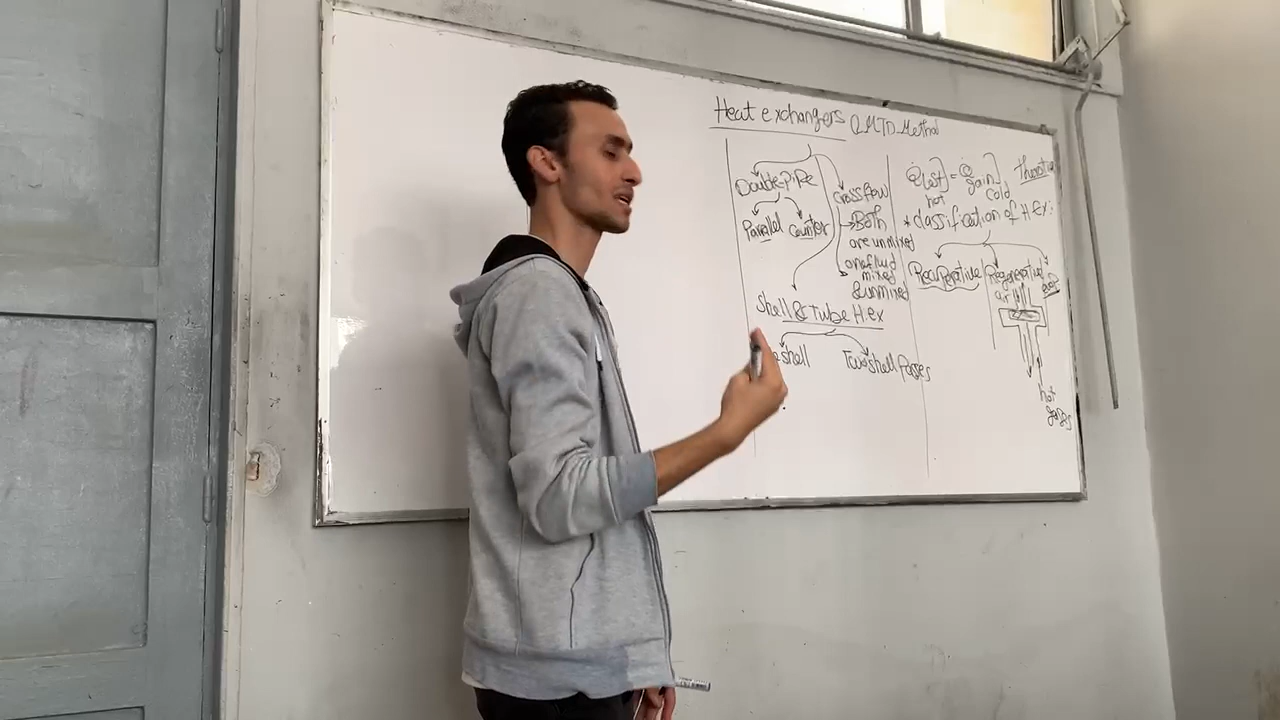 Heat exchangers LMTD Method
Double-Pipe
Parallel Counter
Cross flow
Both
are unmixed
one fluid
mixed
& unmixed
Shell & Tube H ex
shell Two shell Passes
Q lost] = Q gain]
hot cold
* classification of H Ex:
Recuperative Regenerative
air
hot
gases